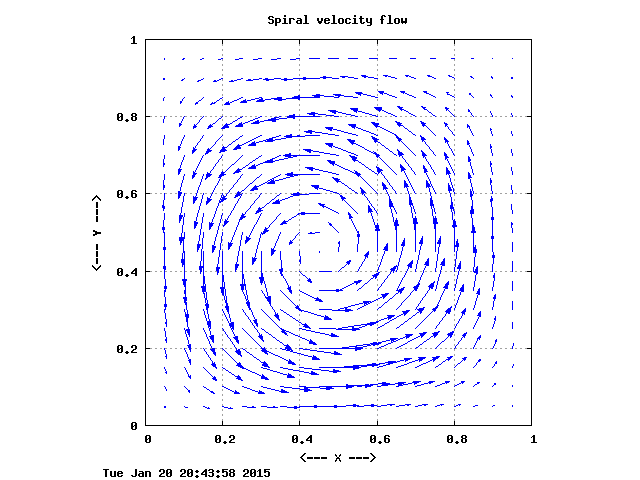 Spiral velocity flow
1
0.8
0.6
0.4
0.2
0
<--- Y --->
0 0.2 0.4 0.6 0.8 1
<--- X --->
Tue Jan 20 20:43:58 2015